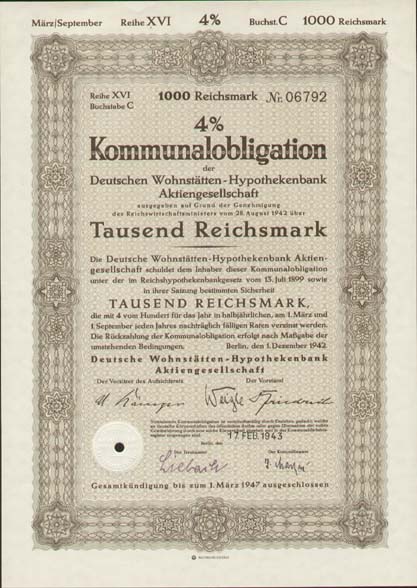 März/September Reihe XVI 4% Buchst. C 1000 Reichsmark
Reihe XVI
Buchstabe C
1000 Reichsmark Nr. 06792
4%
Kommunalobligation
der
Deutschen Wohnstätten-Hypothekenbank
Aktiengesellschaft
ausgegeben auf Grund der Genehmigung
des Reichswirtschaftsministers vom 28. August 1942 über
Tausend Reichsmark
Die Deutsche Wohnstätten-Hypothekenbank Aktien-
gesellschaft schuldet dem Inhaber dieser Kommunalobligation
unter der im Reichshypothekenbankgesetz vom 13. Juli 1899 sowie
in ihrer Satzung bestimmten Sicherheit
TAUSEND REICHSMARK,
die mit 4 vom Hundert für das Jahr in halbjährlichen, am 1. März und
1. September jeden Jahres nachträglich fälligen Raten verzinst werden.
Die Rückzahlung der Kommunalobligation erfolgt nach Maßgabe der
umstehenden Bedingungen. Berlin, den 1. Dezember 1942.
Deutsche Wohnstätten-Hypothekenbank
Aktiengesellschaft
Der Vorsitzer des Aufsichtsrats Der Vorstand
17 FEB. 1943
Berlin, den
Der Treuhänder
Gesamtkündigung bis zum 1. März 1947 ausgeschlossen